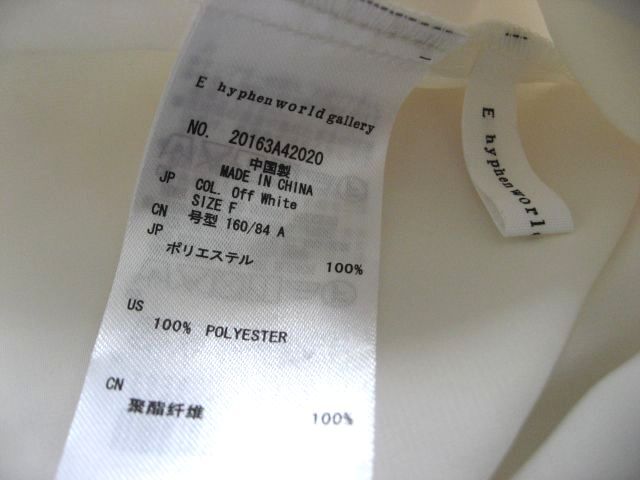 E hyphen world gallery
NO. 20163A42020
中国製
MADE IN CHINA
JP COL. Off White
SIZE F
CN 号型 160/84 A
JP
ポリエステル 100%
US
100% POLYESTER
CN
聚酯纤维 100%
E hyphen world